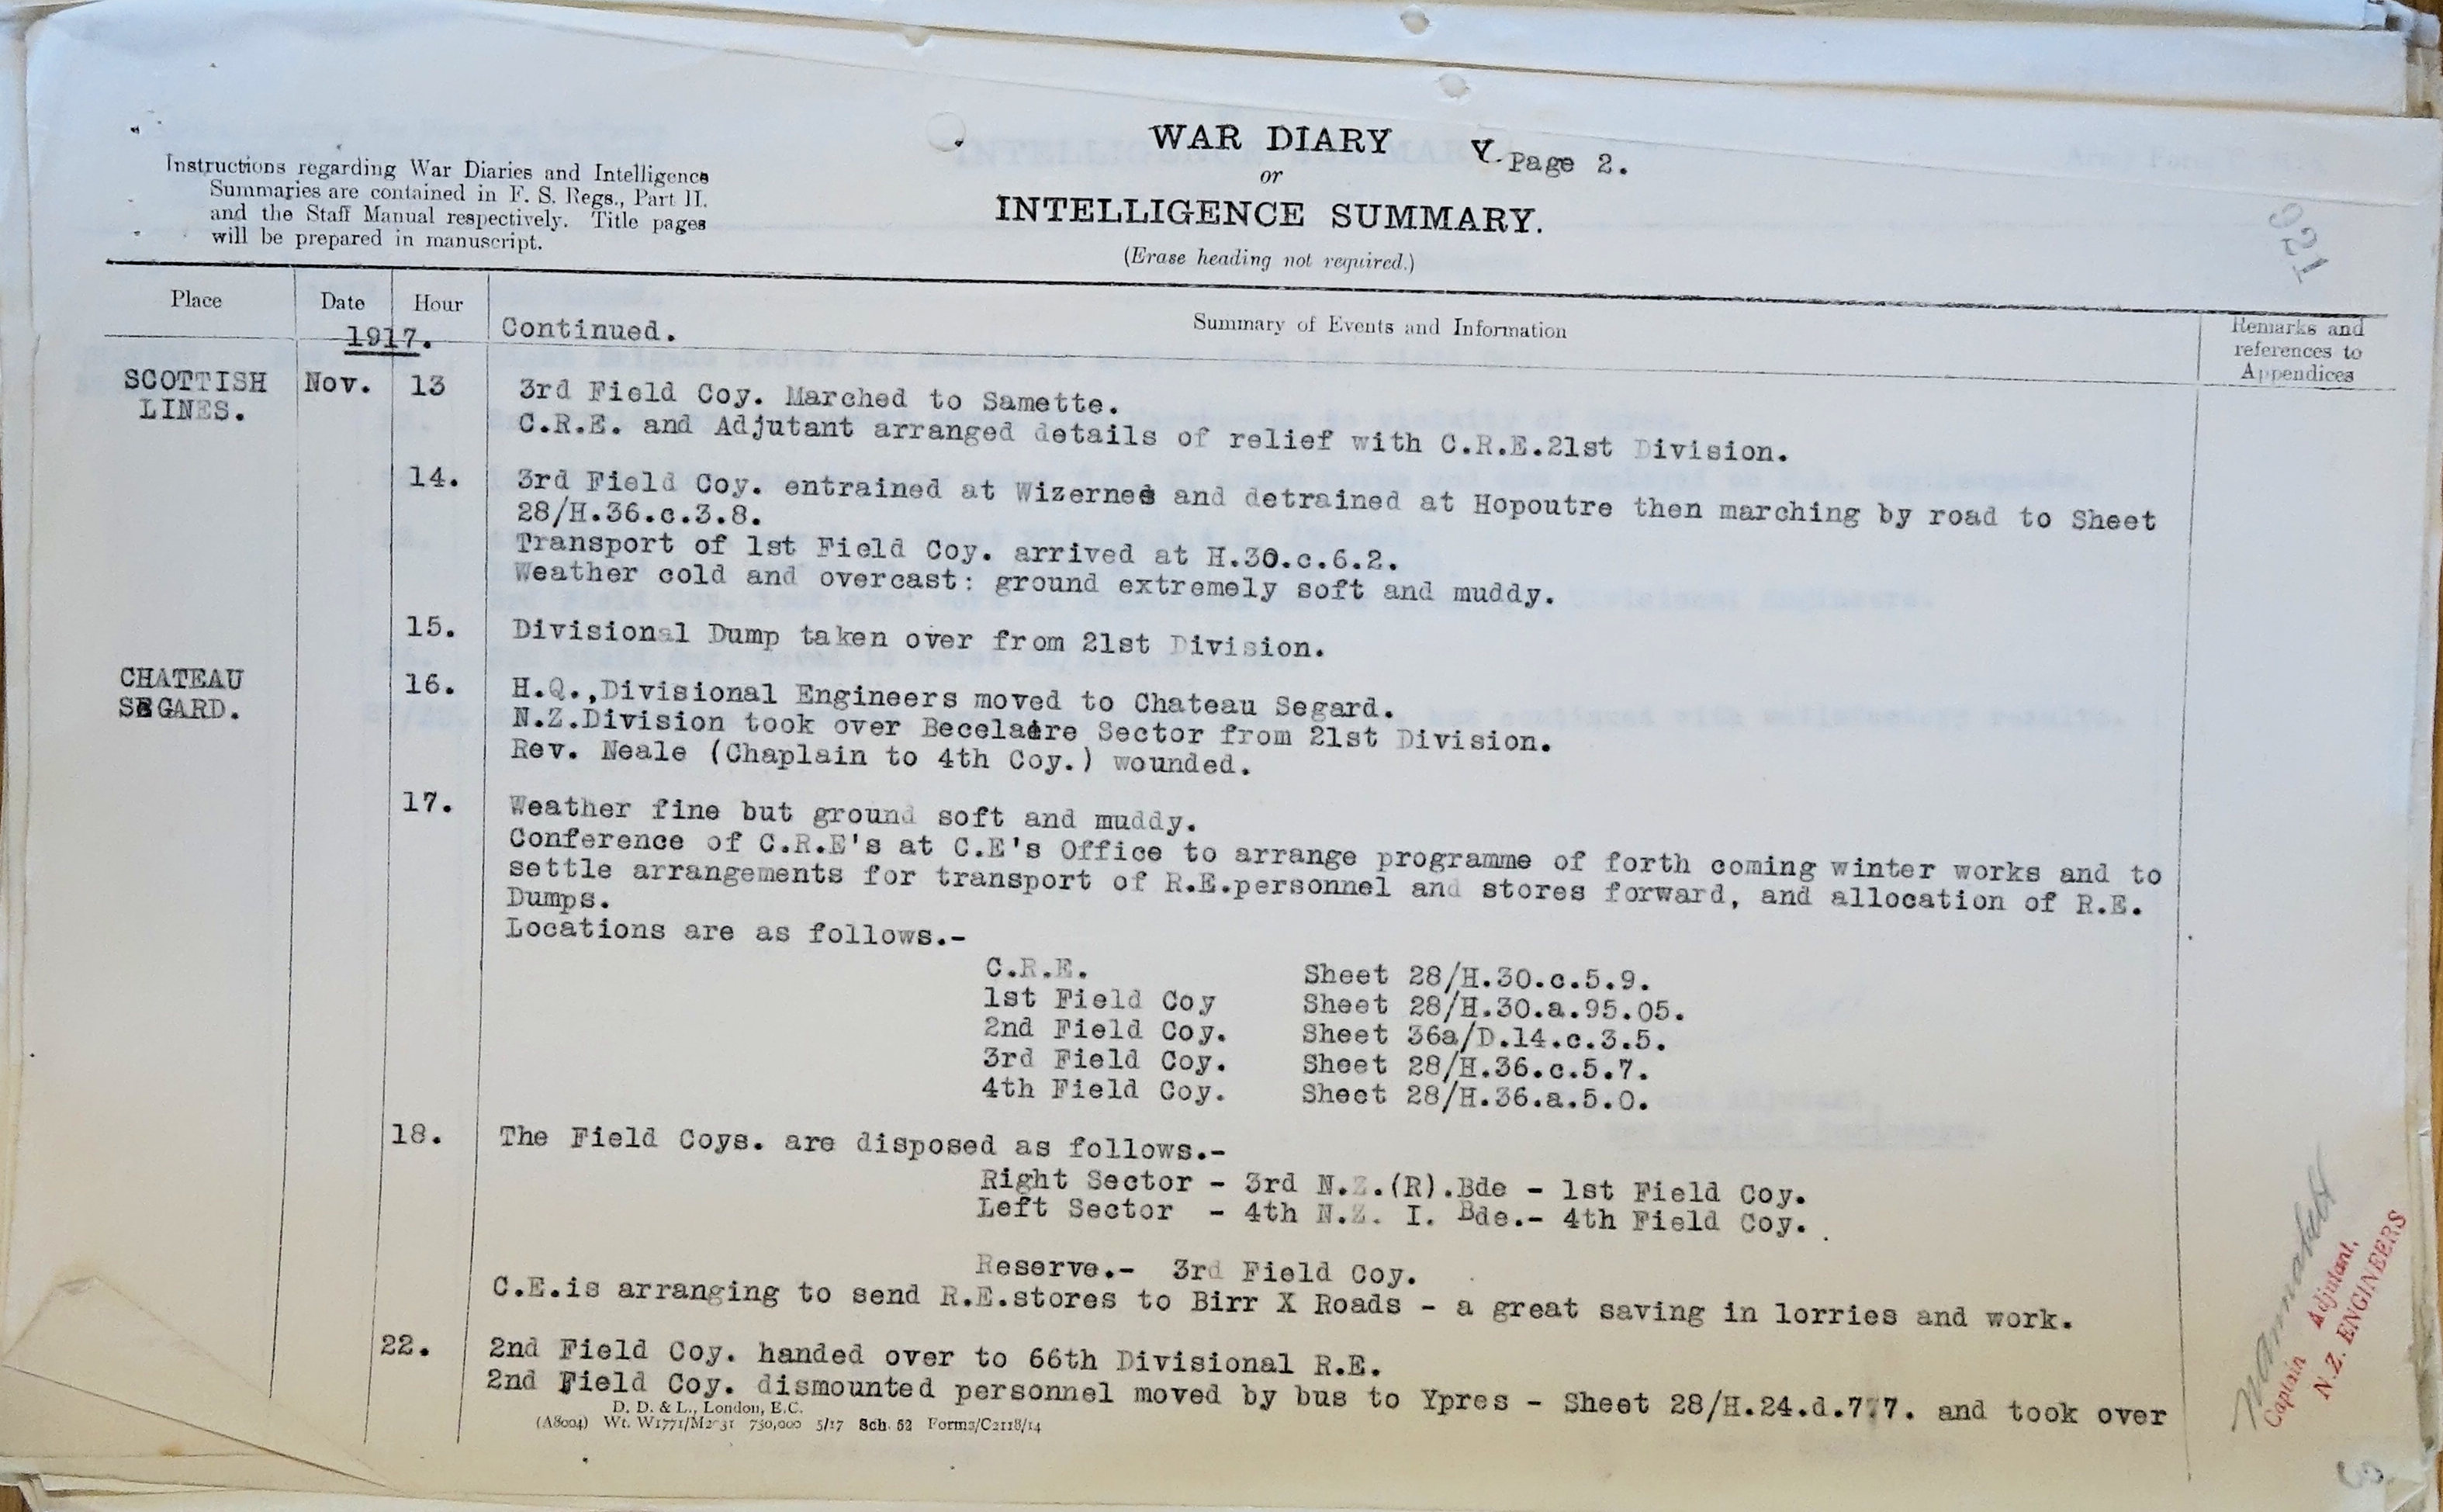 WAR DIARY
Page 2.
or
INTELLIGENCE SUMMARY.
(Erase heading not required.)
Instructions regarding War Diaries and Intelligence
Summaries are contained in F. S. Regs., Part II.
and the Staff Manual respectively. Title pages
will be prepared in manuscript.
921
Place Date Hour Summary of Events and Information Remarks and
references to
Appendices
1917. Continued.
SCOTTISH Nov. 13 3rd Field Coy. Marched to Samette.
LINES. C.R.E. and Adjutant arranged details of relief with C.R.E.21st Division.
14. 3rd Field Coy. entrained at Wizernes and detrained at Hopoutre then marching by road to Sheet
28/H.36.c.3.8.
Transport of 1st Field Coy. arrived at H.30.c.6.2.
Weather cold and overcast: ground extremely soft and muddy.
15. Divisional Dump taken over from 21st Division.
CHATEAU 16. H.Q.,Divisional Engineers moved to Chateau Segard.
SEGARD. N.Z.Division took over Becelaere Sector from 21st Division.
Rev. Neale (Chaplain to 4th Coy.) wounded.
17. Weather fine but ground soft and muddy.
Conference of C.R.E's at C.E's Office to arrange programme of forth coming winter works and to
settle arrangements for transport of R.E.personnel and stores forward, and allocation of R.E.
Dumps.
Locations are as follows.-
C.R.E. Sheet 28/H.30.c.5.9.
1st Field Coy Sheet 28/H.30.a.95.05.
2nd Field Coy. Sheet 36a/D.14.c.3.5.
3rd Field Coy. Sheet 28/H.36.c.5.7.
4th Field Coy. Sheet 28/H.36.a.5.0.
18. The Field Coys. are disposed as follows.-
Right Sector - 3rd N.Z.(R).Bde - 1st Field Coy.
Left Sector - 4th N.Z. I. Bde.- 4th Field Coy.
Reserve.- 3rd Field Coy.
C.E.is arranging to send R.E.stores to Birr X Roads - a great saving in lorries and work.
22. 2nd Field Coy. handed over to 66th Divisional R.E.
2nd Field Coy. dismounted personnel moved by bus to Ypres - Sheet 28/H.24.d.7.7. and took over
D. D. & L., London, E.C.
(A8004) Wt. W1771/M2031 750,000 5/17 Sch. 52 Forms/C2118/14
Captain Adjutant,
N.Z. ENGINEERS